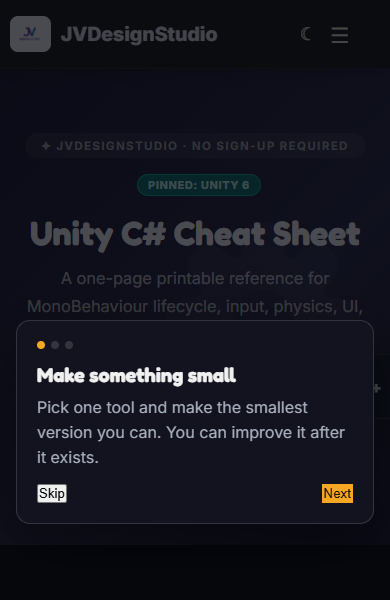 JV
JVDesignStudio
✦ JVDESIGNSTUDIO · NO SIGN-UP REQUIRED
PINNED: UNITY 6
Unity C# Cheat Sheet
A one-page printable reference for
MonoBehaviour lifecycle, input, physics, UI,
Make something small
Pick one tool and make the smallest
version you can. You can improve it after
it exists.
Skip
Next